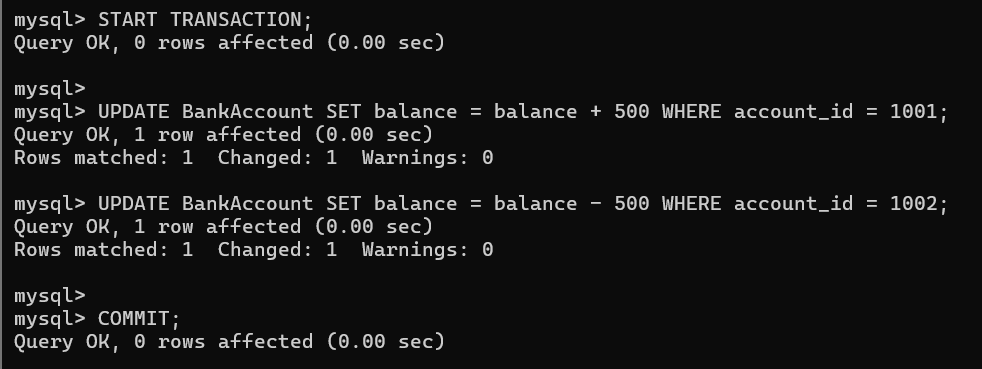 mysql> START TRANSACTION;
Query OK, 0 rows affected (0.00 sec)
mysql>
mysql> UPDATE BankAccount SET balance = balance + 500 WHERE account_id = 1001;
Query OK, 1 row affected (0.00 sec)
Rows matched: 1  Changed: 1  Warnings: 0
mysql> UPDATE BankAccount SET balance = balance - 500 WHERE account_id = 1002;
Query OK, 1 row affected (0.00 sec)
Rows matched: 1  Changed: 1  Warnings: 0
mysql>
mysql> COMMIT;
Query OK, 0 rows affected (0.00 sec)